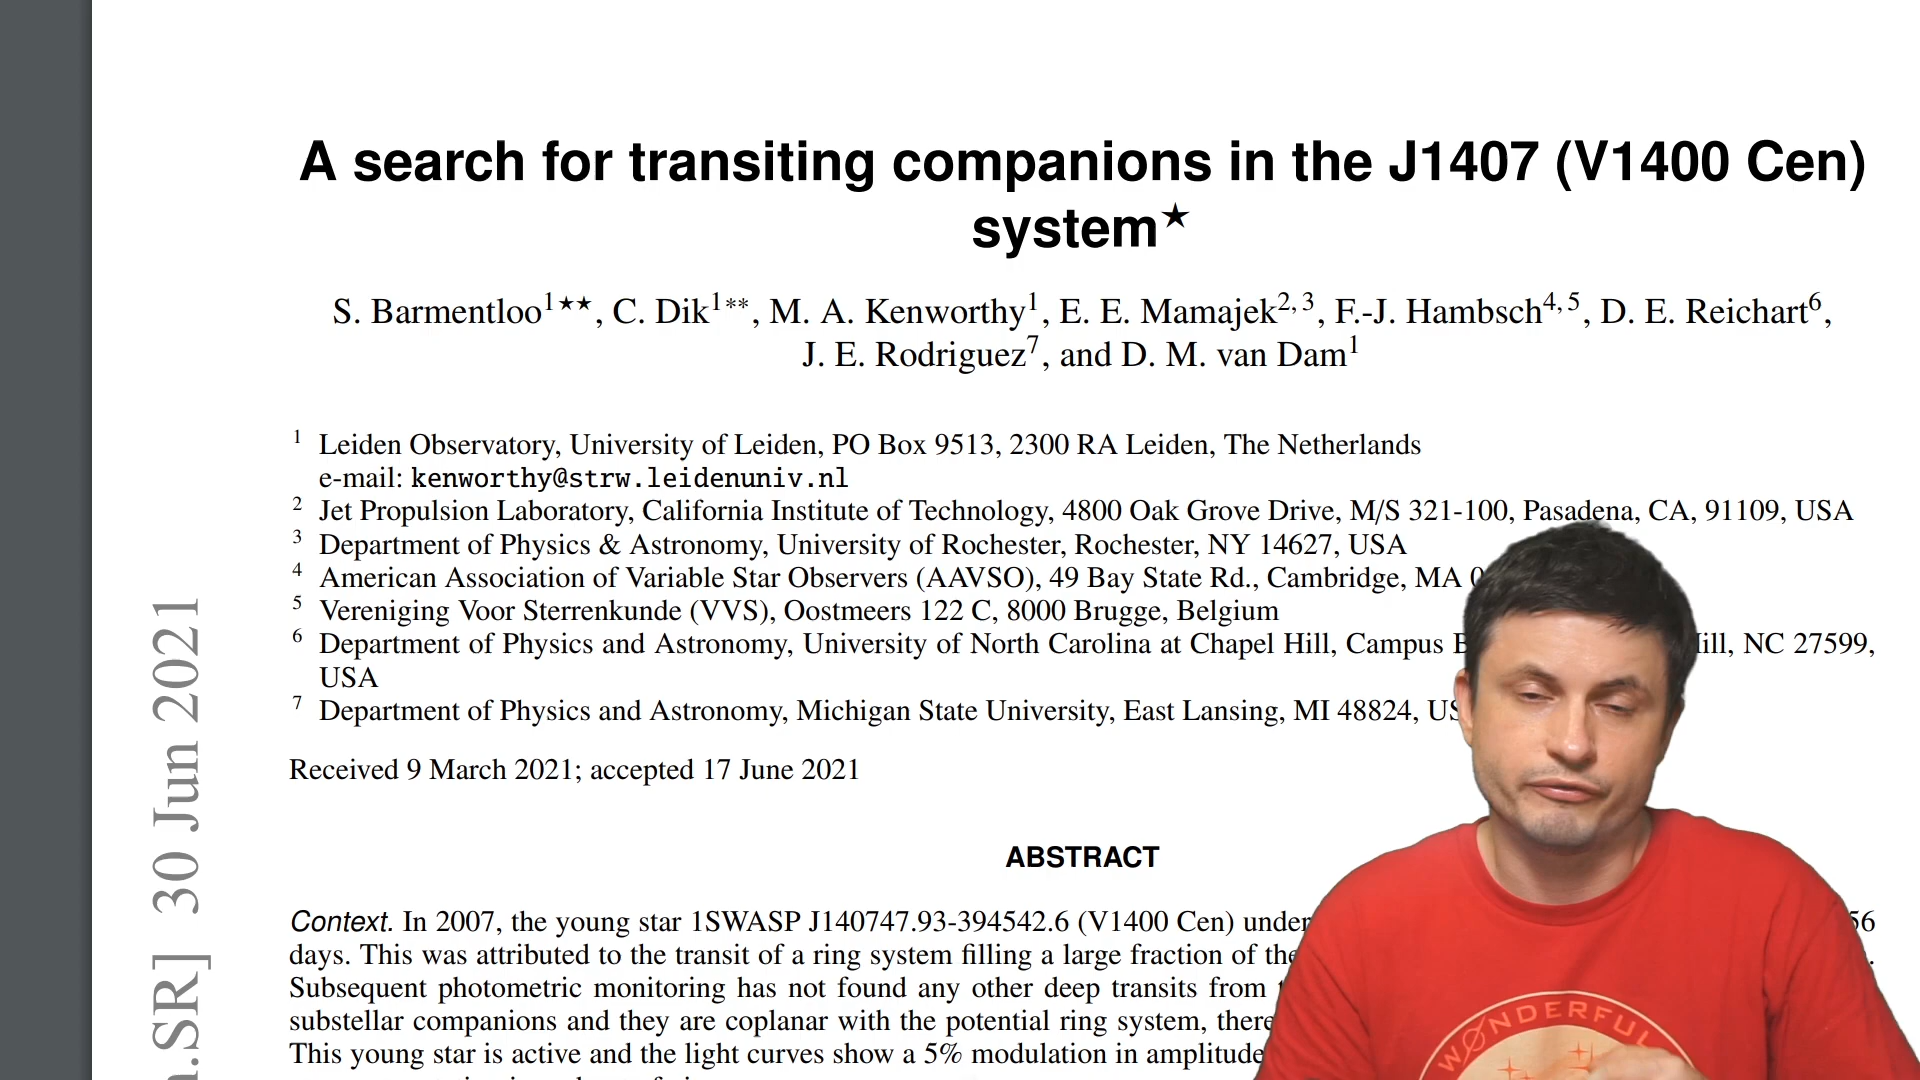 A search for transiting companions in the J1407 (V1400 Cen)
system★
S. Barmentloo1★★, C. Dik1**, M. A. Kenworthy1, E. E. Mamajek2,3, F.-J. Hambsch4,5, D. E. Reichart6,
J. E. Rodriguez7, and D. M. van Dam1
1 Leiden Observatory, University of Leiden, PO Box 9513, 2300 RA Leiden, The Netherlands
e-mail: kenworthy@strw.leidenuniv.nl
2 Jet Propulsion Laboratory, California Institute of Technology, 4800 Oak Grove Drive, M/S 321-100, Pasadena, CA, 91109, USA
3 Department of Physics & Astronomy, University of Rochester, Rochester, NY 14627, USA
4 American Association of Variable Star Observers (AAVSO), 49 Bay State Rd., Cambridge, MA
5 Vereniging Voor Sterrenkunde (VVS), Oostmeers 122 C, 8000 Brugge, Belgium
6 Department of Physics and Astronomy, University of North Carolina at Chapel Hill, Campus NC 27599,
USA
7 Department of Physics and Astronomy, Michigan State University, East Lansing, MI 48824,
Received 9 March 2021; accepted 17 June 2021
ABSTRACT
Context. In 2007, the young star 1SWASP J140747.93-394542.6 (V1400 Cen)
days. This was attributed to the transit of a ring system filling a large fraction of
Subsequent photometric monitoring has not found any other deep transits from
substellar companions and they are coplanar with the potential ring system,
This young star is active and the light curves show a 5% modulation in amplitude
.SR] 30 Jun 2021
WØNDERFUL